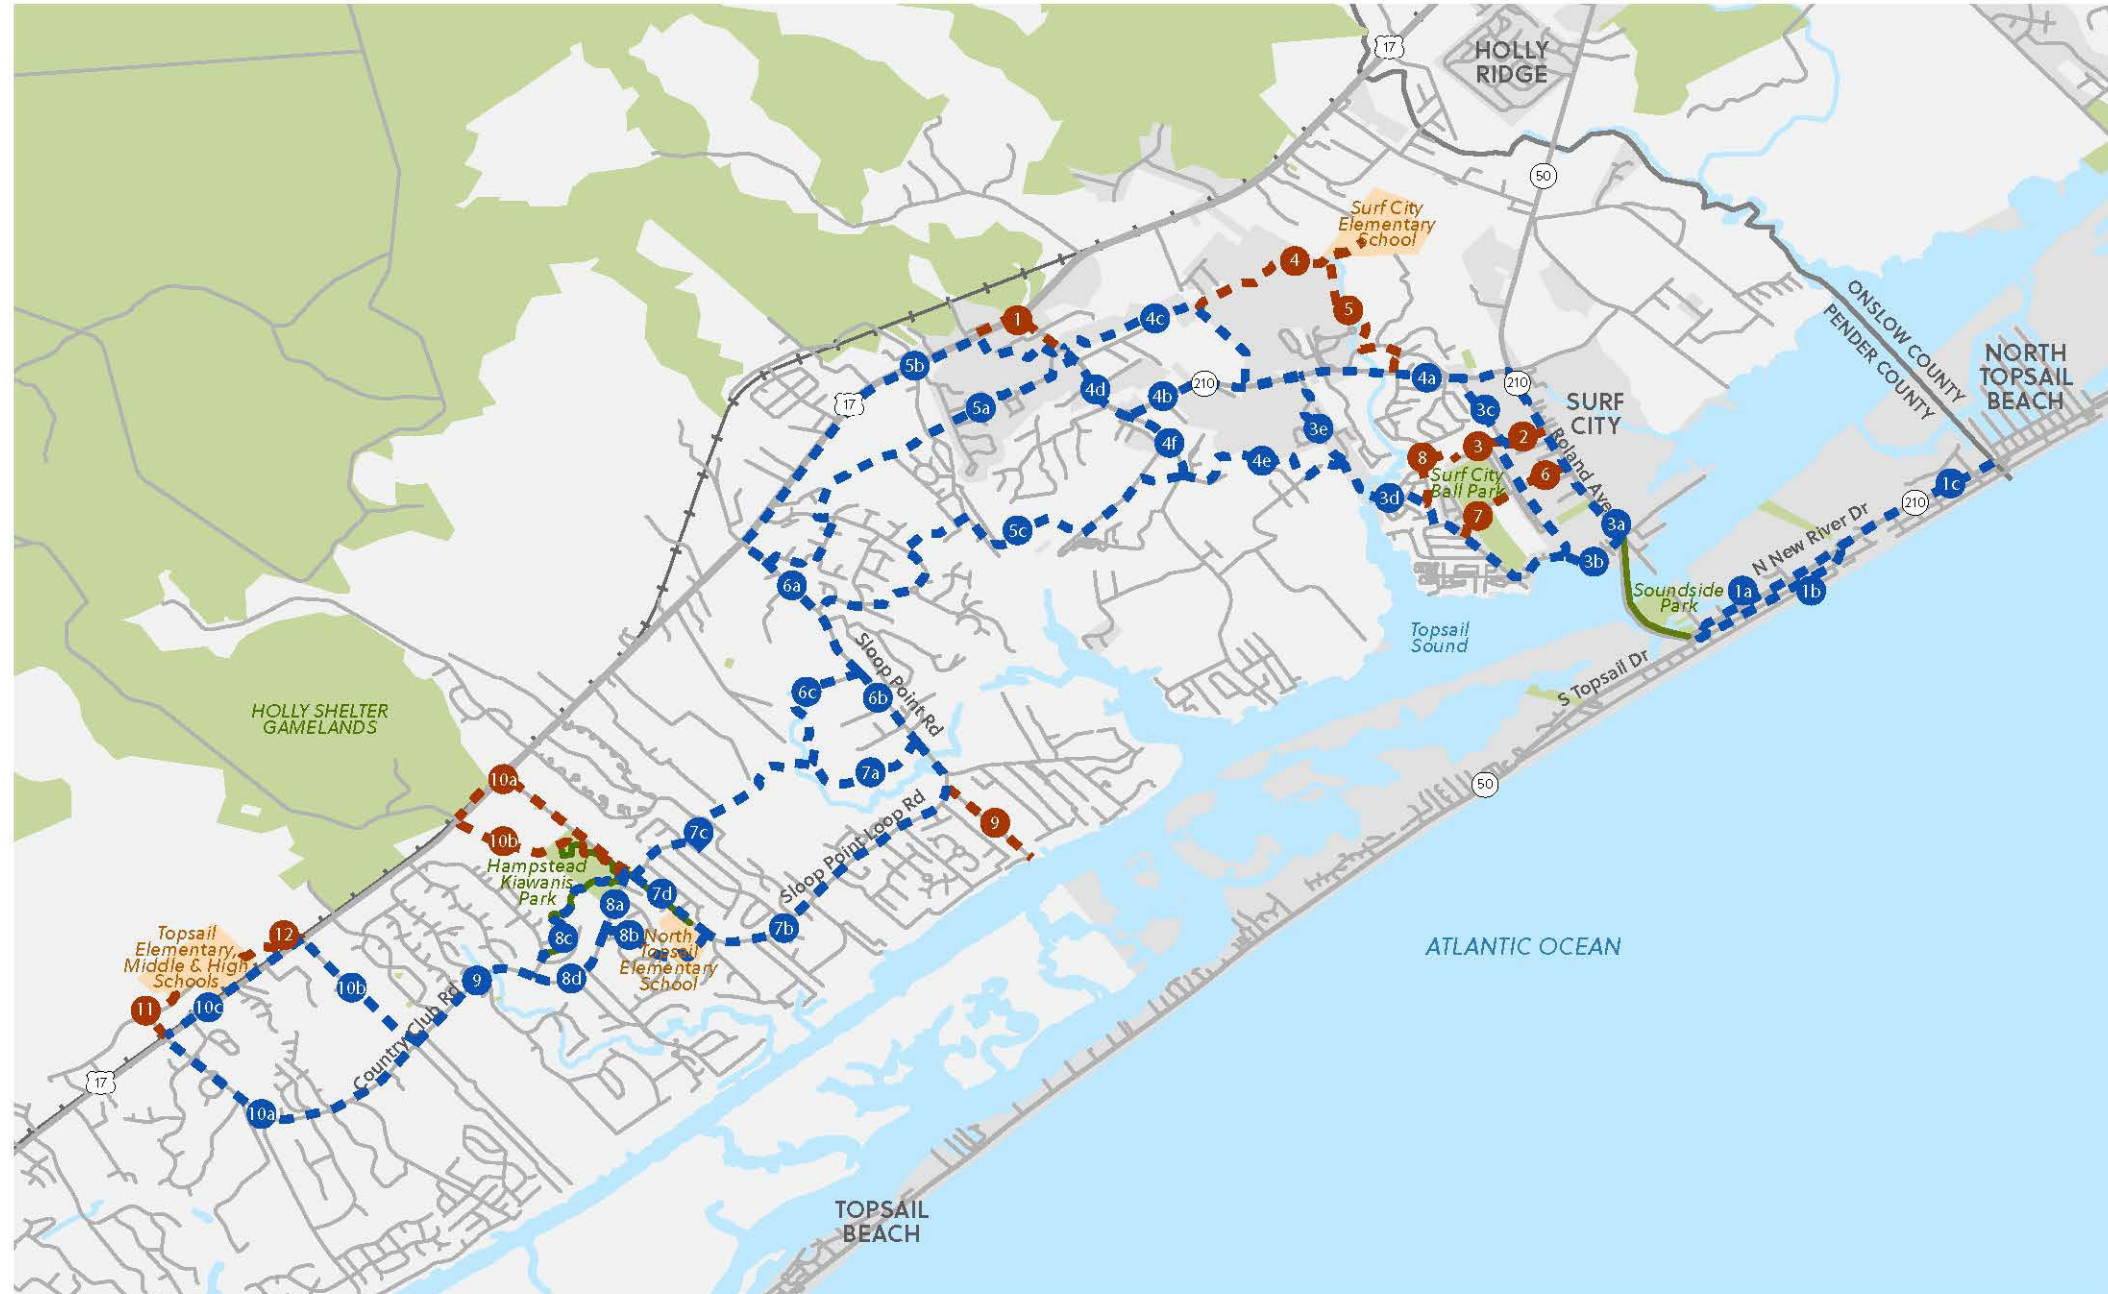 17
HOLLY
RIDGE
50
Surf City
Elementary
School
4
ONSLOW COUNTY
PENDER COUNTY
5
1
4c
NORTH
TOPSAIL
BEACH
5b
17
4d
4b
210
4a
210
5a
3c
SURF
CITY
4f
3e
2
3
8
Roland Ave
4e
6
Surf City
Ball Park
3d
1c
210
7
5c
3a
N New River Dr
3b
6a
Soundside
Park
1a
1b
Topsail
Sound
Sloop Point Rd
S Topsail Dr
6c
6b
HOLLY SHELTER
GAMELANDS
10a
7a
50
Sloop Point Loop Rd
9
7c
10b
Hampstead
Kiawanis
Park
7d
8a
7b
8c
8b
North
Topsail
Elementary
School
ATLANTIC OCEAN
12
Topsail
Elementary,
Middle & High
Schools
8d
9
10b
11
10c
Country Club Rd
17
10a
TOPSAIL
BEACH